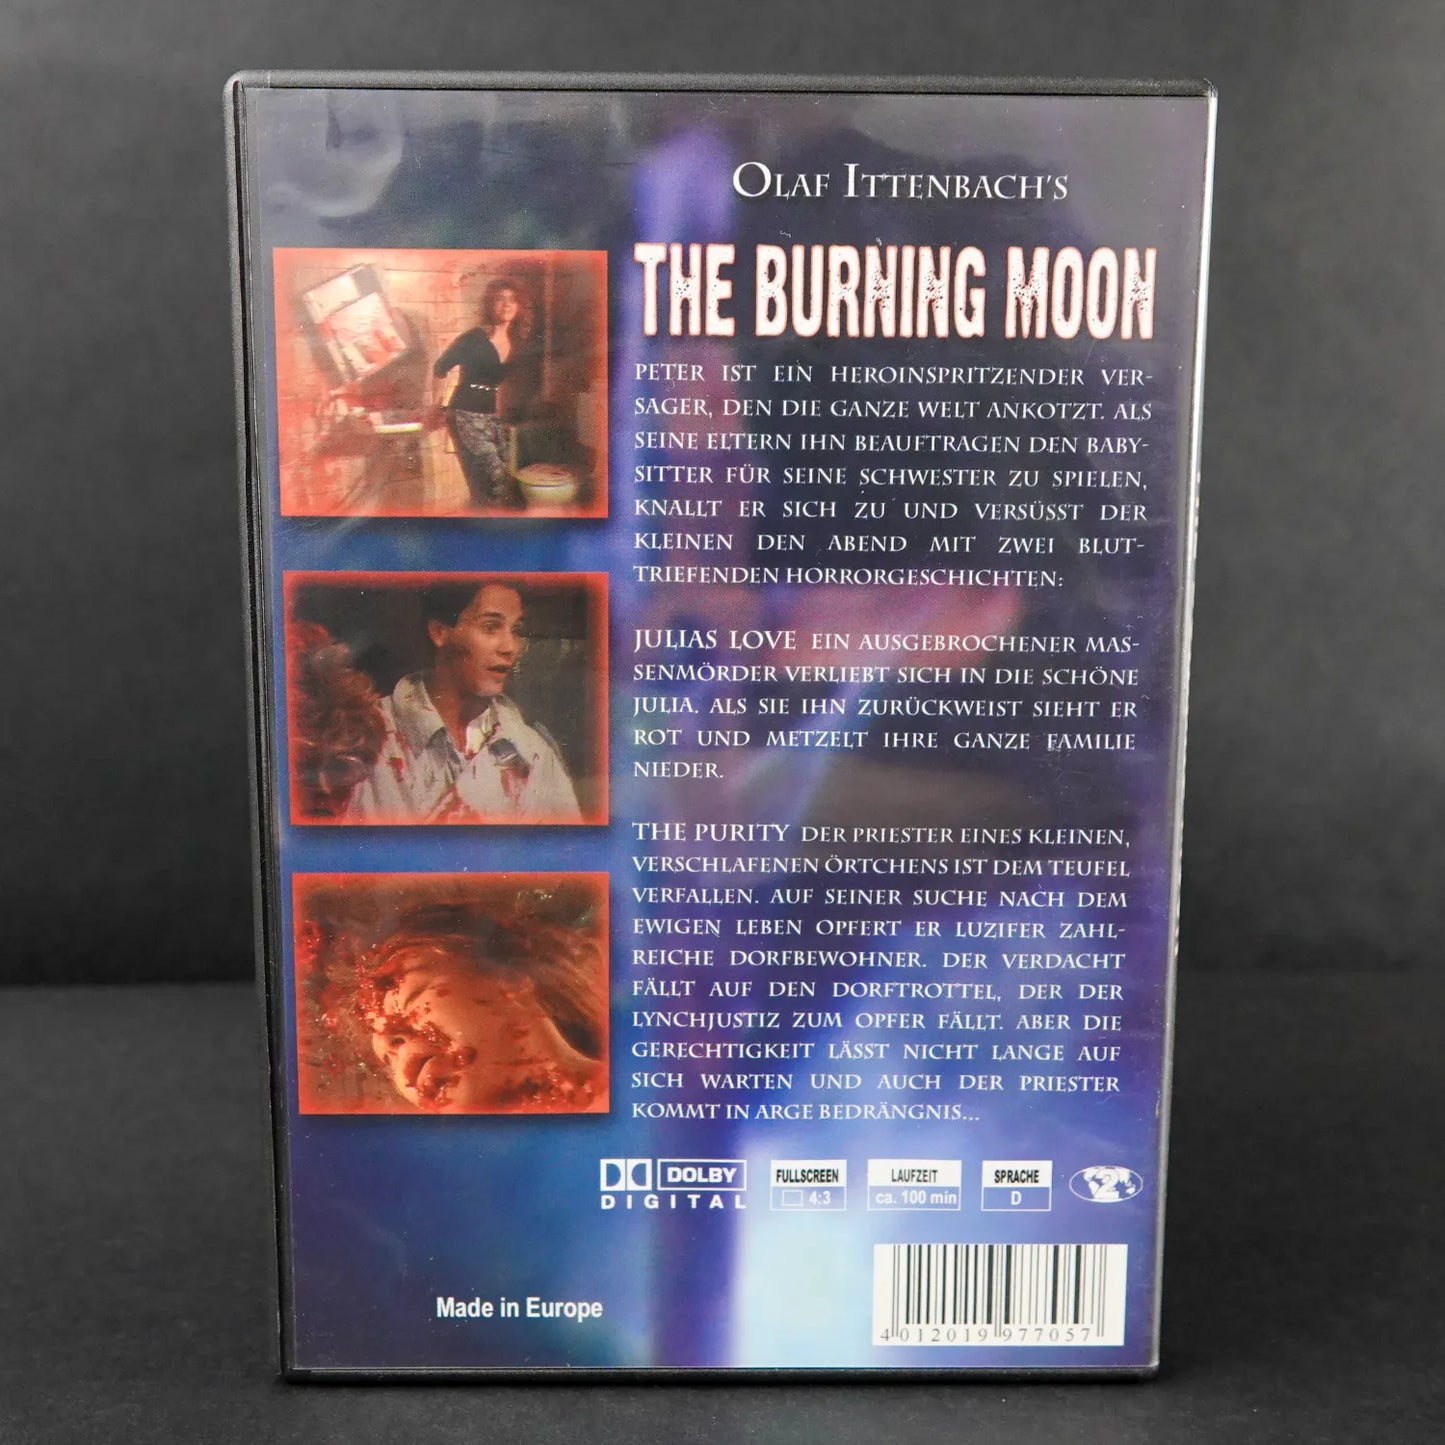 OLAF ITTENBACH'S
THE BURNING MOON
PETER IST EIN HEROINSPRITZENDER VER-
SAGER, DEN DIE GANZE WELT ANKOTZT. ALS
SEINE ELTERN IHN BEAUFTRAGEN DEN BABY-
SITTER FÜR SEINE SCHWESTER ZU SPIELEN,
KNALLT ER SICH ZU UND VERSÜSST DER
KLEINEN DEN ABEND MIT ZWEI BLUT-
TRIEFENDEN HORRORGESCHICHTEN:
JULIAS LOVE EIN AUSGEBROCHENER MAS-
SENMÖRDER VERLIEBT SICH IN DIE SCHÖNE
JULIA. ALS SIE IHN ZURÜCKWEIST SIEHT ER
ROT UND METZELT IHRE GANZE FAMILIE
NIEDER.
THE PURITY DER PRIESTER EINES KLEINEN,
VERSCHLAFENEN ÖRTCHENS IST DEM TEUFEL
VERFALLEN. AUF SEINER SUCHE NACH DEM
EWIGEN LEBEN OPFERT ER LUZIFER ZAHL-
REICHE DORFBEWOHNER. DER VERDACHT
FÄLLT AUF DEN DORFTROTTEL, DER DER
LYNCHJUSTIZ ZUM OPFER FÄLLT. ABER DIE
GERECHTIGKEIT LÄSST NICHT LANGE AUF
SICH WARTEN UND AUCH DER PRIESTER
KOMMT IN ARGE BEDRÄNGNIS...
DOLBY
DIGITAL
FULLSCREEN
4:3
LAUFZEIT
ca. 100 min
SPRACHE
D
2
Made in Europe
4 012019 977057